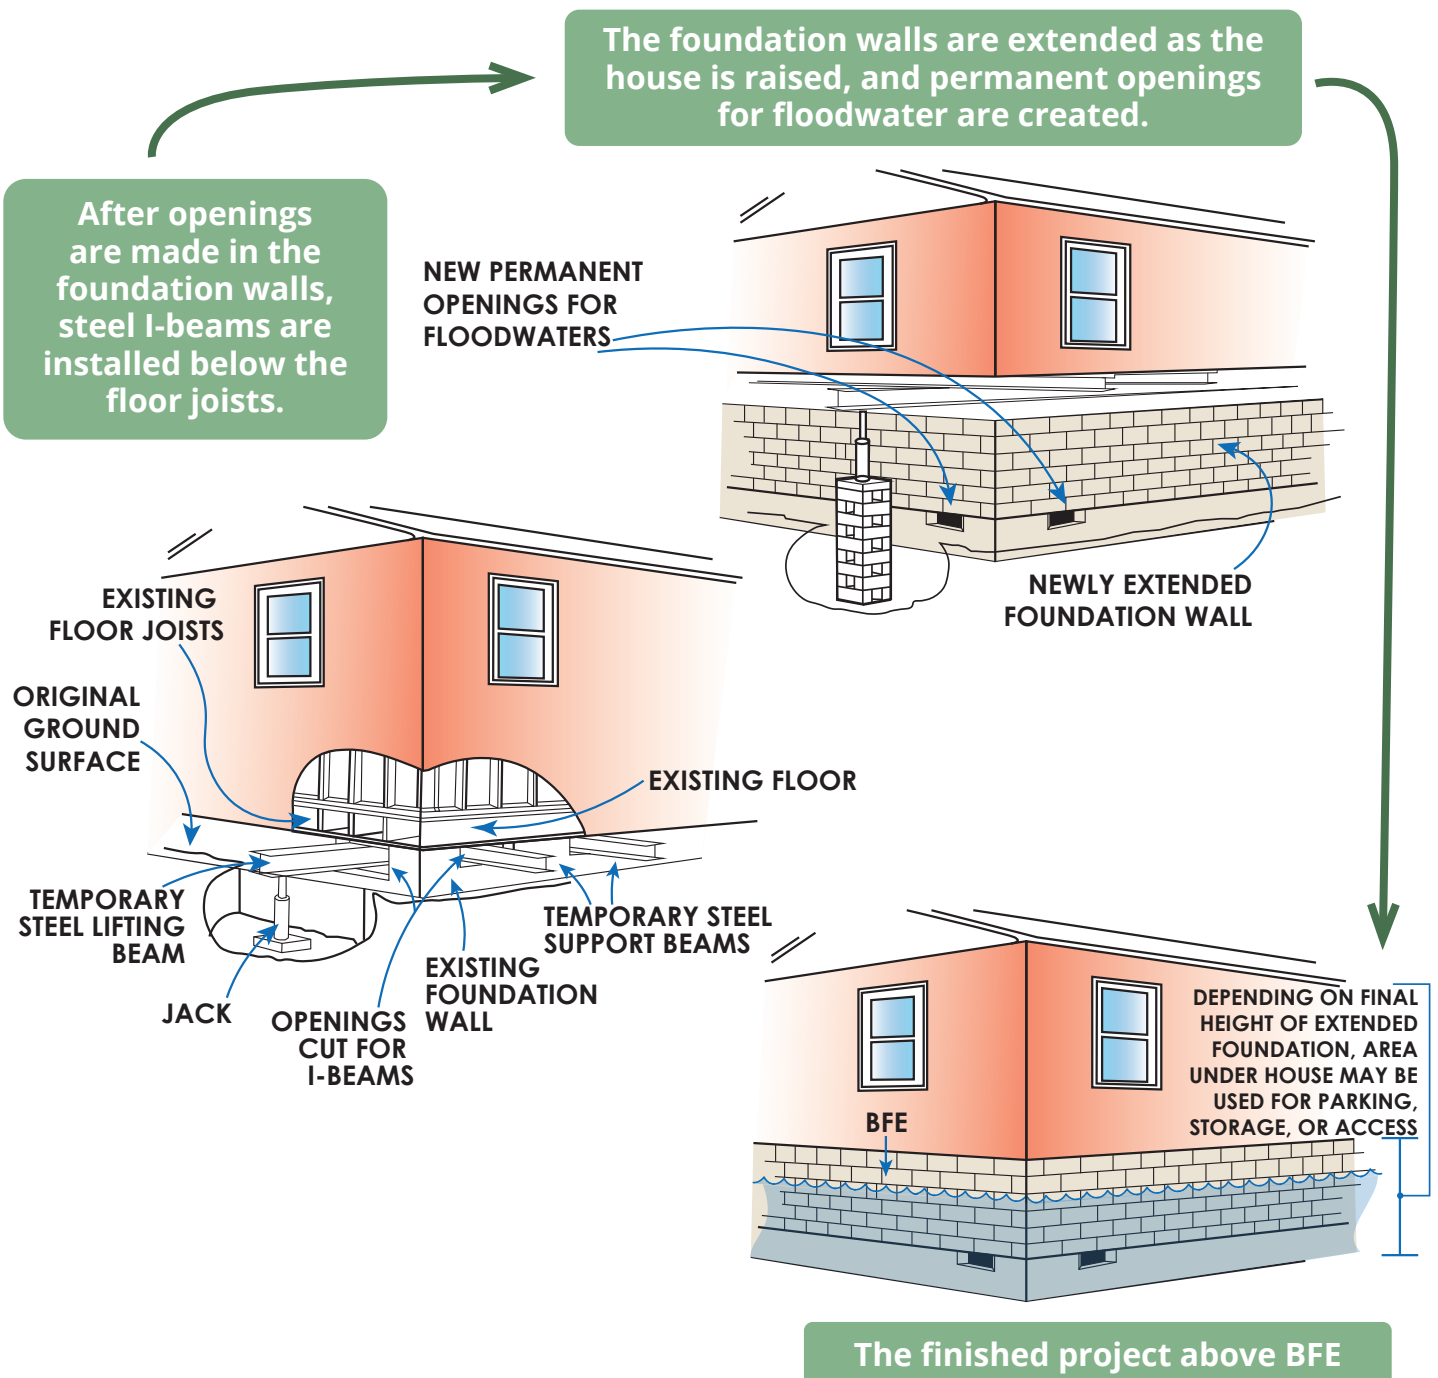 After openings
are made in the
foundation walls,
steel I-beams are
installed below the
floor joists.
The foundation walls are extended as the
house is raised, and permanent openings
for floodwater are created.
NEW PERMANENT
OPENINGS FOR
FLOODWATERS
NEWLY EXTENDED
FOUNDATION WALL
EXISTING
FLOOR JOISTS
ORIGINAL
GROUND
SURFACE
EXISTING FLOOR
TEMPORARY
STEEL LIFTING
BEAM
JACK
OPENINGS
CUT FOR
I-BEAMS
EXISTING
FOUNDATION
WALL
TEMPORARY STEEL
SUPPORT BEAMS
DEPENDING ON FINAL
HEIGHT OF EXTENDED
FOUNDATION, AREA
UNDER HOUSE MAY BE
USED FOR PARKING,
STORAGE, OR ACCESS
BFE
The finished project above BFE